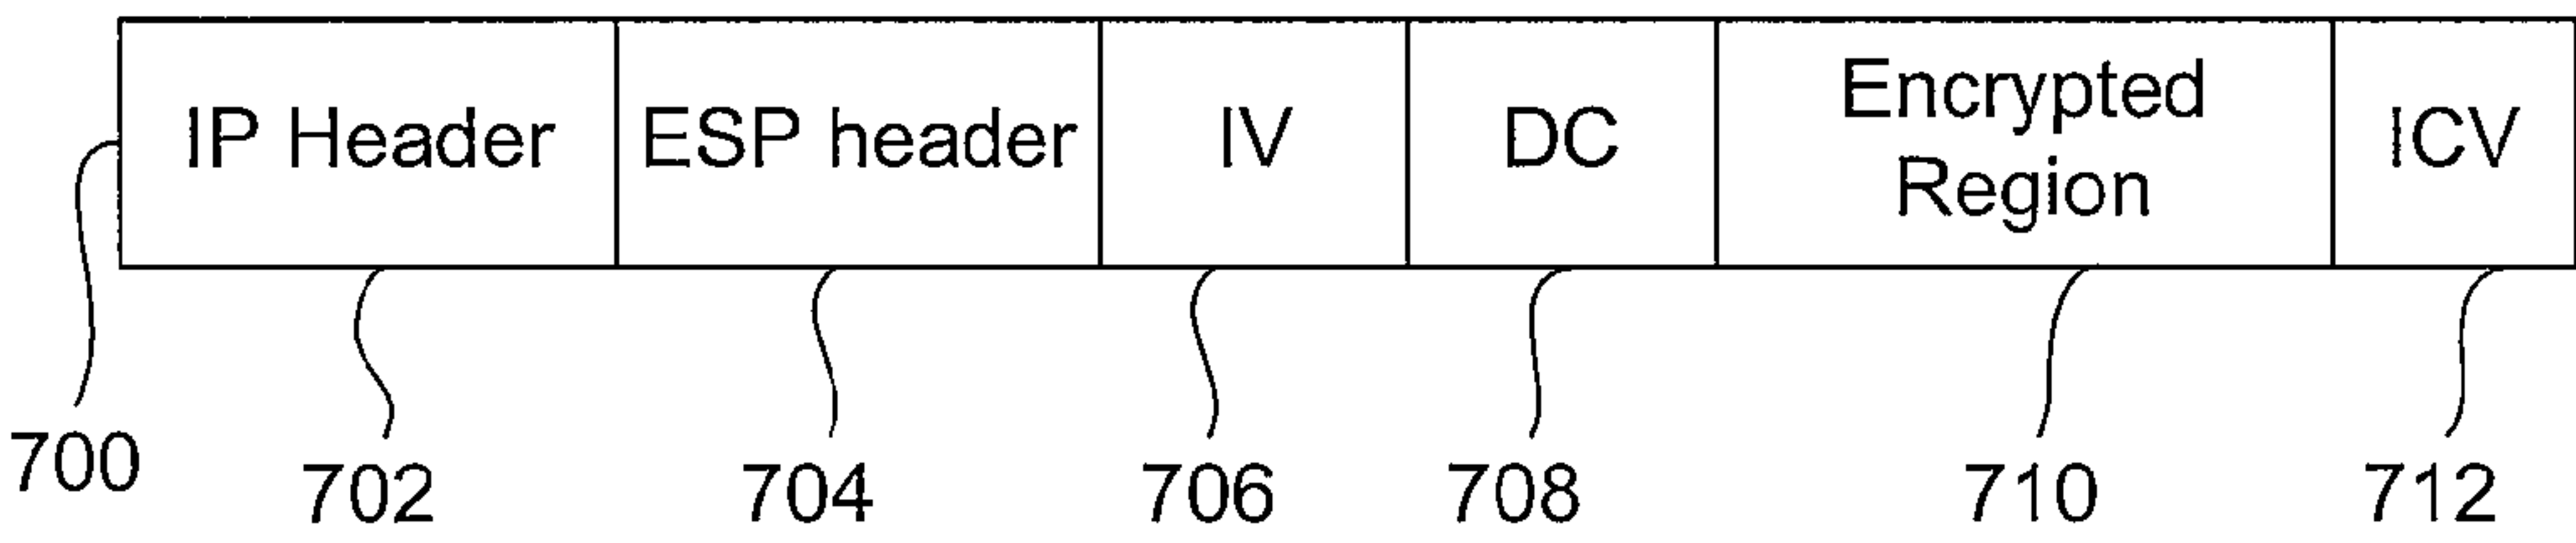 IP Header
ESP header
IV
DC
Encrypted
Region
ICV
700
702
704
706
708
710
712